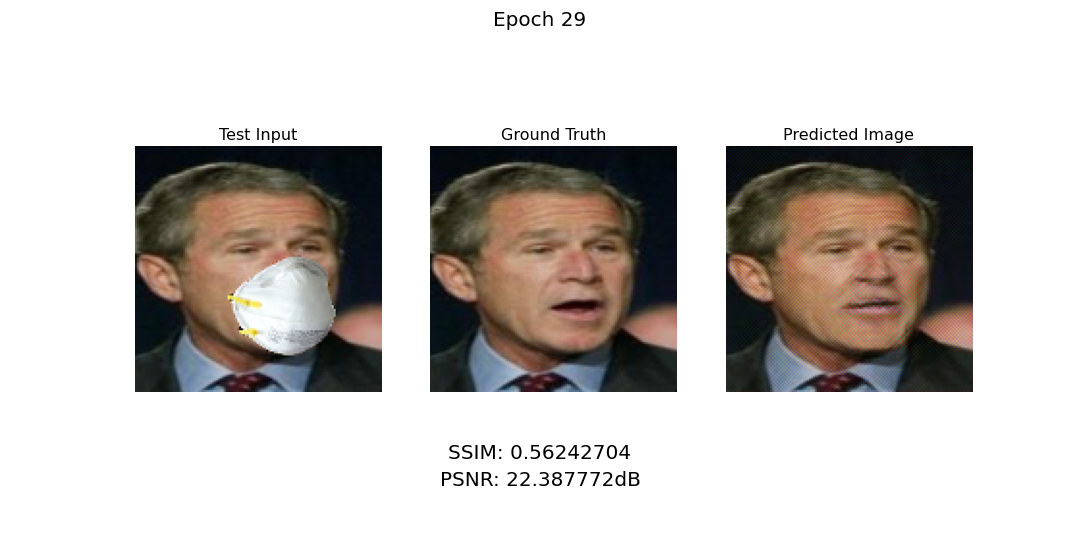 Epoch 29
Test Input
Ground Truth
Predicted Image
SSIM: 0.56242704
PSNR: 22.387772dB